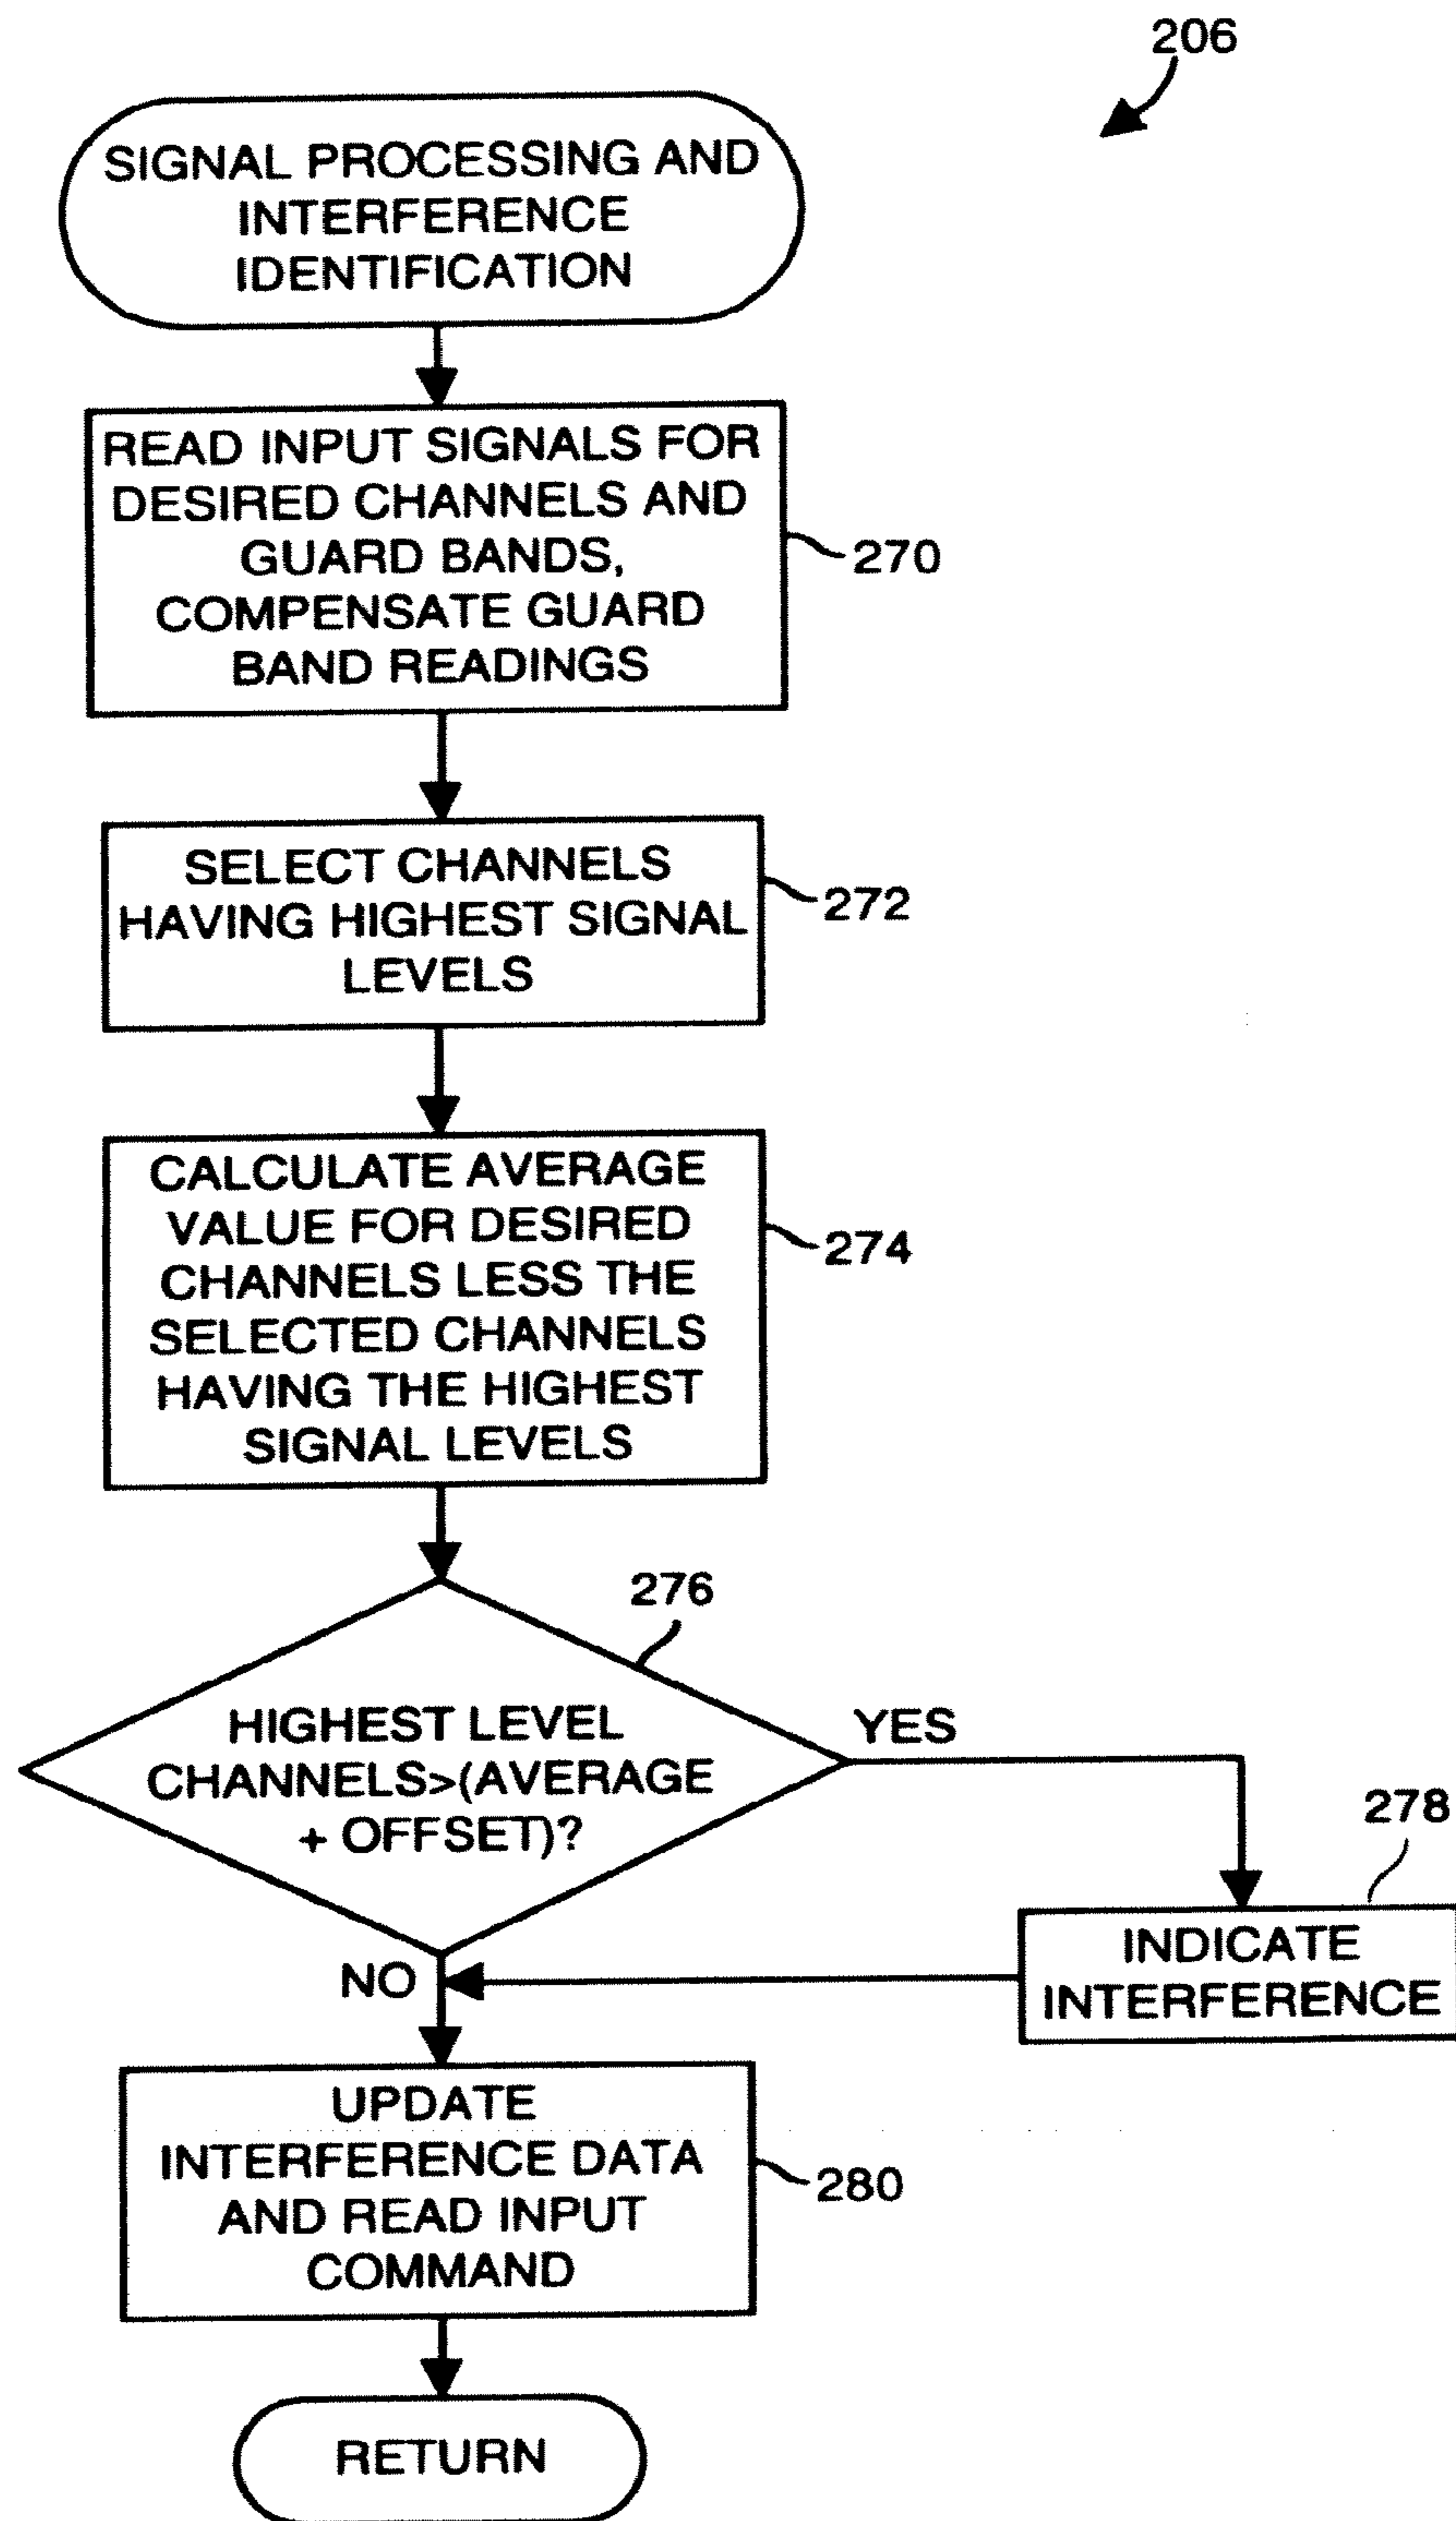 206
SIGNAL PROCESSING AND
INTERFERENCE
IDENTIFICATION
READ INPUT SIGNALS FOR
DESIRED CHANNELS AND
GUARD BANDS,
COMPENSATE GUARD
BAND READINGS
270
SELECT CHANNELS
HAVING HIGHEST SIGNAL
LEVELS
272
CALCULATE AVERAGE
VALUE FOR DESIRED
CHANNELS LESS THE
SELECTED CHANNELS
HAVING THE HIGHEST
SIGNAL LEVELS
274
276
HIGHEST LEVEL
CHANNELS>(AVERAGE
+ OFFSET)?
YES
278
INDICATE
INTERFERENCE
NO
UPDATE
INTERFERENCE DATA
AND READ INPUT
COMMAND
280
RETURN